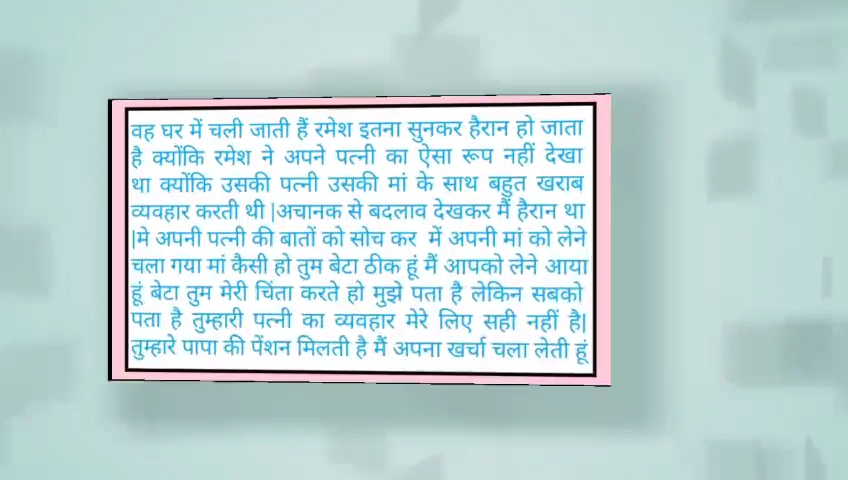 वह घर में चली जाती हैं रमेश इतना सुनकर हैरान हो जाता
है क्योंकि रमेश ने अपने पत्नी का ऐसा रूप नहीं देखा
था क्योंकि उसकी पत्नी उसकी मां के साथ बहुत खराब
व्यवहार करती थी |अचानक से बदलाव देखकर मैं हैरान था
|मे अपनी पत्नी की बातों को सोच कर में अपनी मां को लेने
चला गया मां कैसी हो तुम बेटा ठीक हूं मैं आपको लेने आया
हूं बेटा तुम मेरी चिंता करते हो मुझे पता है लेकिन सबको
पता है तुम्हारी पत्नी का व्यवहार मेरे लिए सही नहीं है|
तुम्हारे पापा की पेंशन मिलती है मैं अपना खर्चा चला लेती हूं